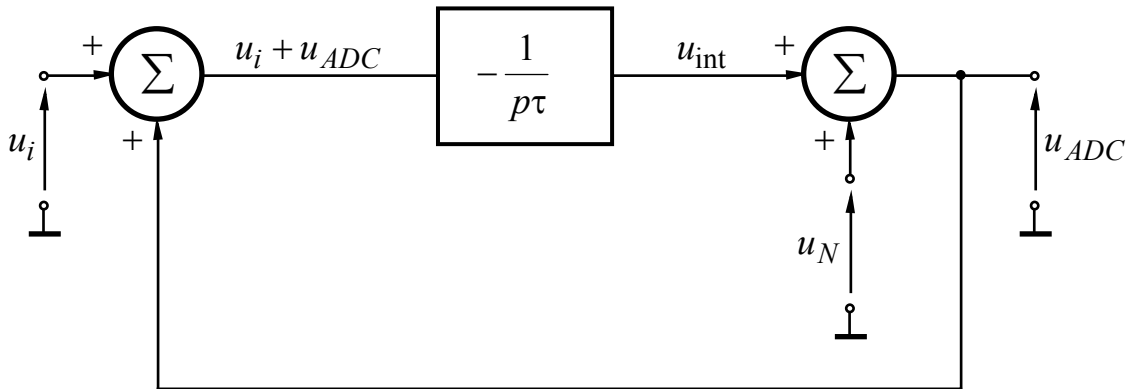 + Σ + u_i
u_i + u_ADC
-1/pτ
u_int
+ Σ +
u_N
u_ADC